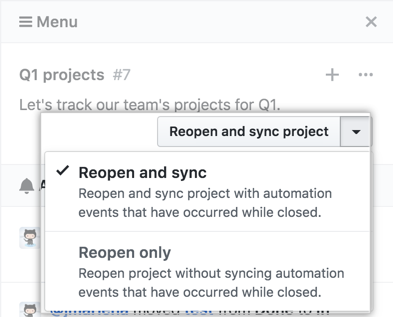 Menu
Q1 projects #7
Let's track our team's projects for Q1.
Reopen and sync project
Reopen and sync
Reopen and sync project with automation
events that have occurred while closed.
Reopen only
Reopen project without syncing automation
events that have occurred while closed.
@jmarlena moved test from Done to In